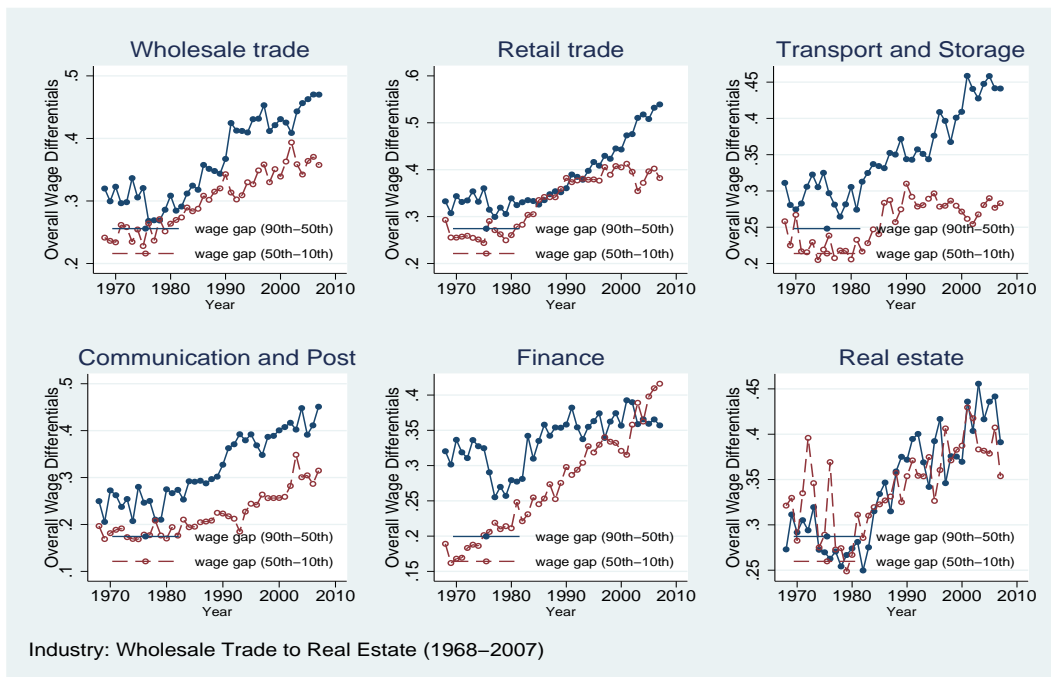 Wholesale trade
Overall Wage Differentials
.5
.4
.3
.2
wage gap (90th−50th)
wage gap (50th−10th)
1970 1980 1990 2000 2010
Year
Retail trade
Overall Wage Differentials
.6
.5
.4
.3
.2
wage gap (90th−50th)
wage gap (50th−10th)
1970 1980 1990 2000 2010
Year
Transport and Storage
Overall Wage Differentials
.45
.4
.35
.3
.25
.2
wage gap (90th−50th)
wage gap (50th−10th)
1970 1980 1990 2000 2010
Year
Communication and Post
Overall Wage Differentials
.5
.4
.3
.2
.1
wage gap (90th−50th)
wage gap (50th−10th)
1970 1980 1990 2000 2010
Year
Finance
Overall Wage Differentials
.4
.35
.3
.25
.2
.15
wage gap (90th−50th)
wage gap (50th−10th)
1970 1980 1990 2000 2010
Year
Real estate
Overall Wage Differentials
.45
.4
.35
.3
.25
wage gap (90th−50th)
wage gap (50th−10th)
1970 1980 1990 2000 2010
Year
Industry: Wholesale Trade to Real Estate (1968−2007)